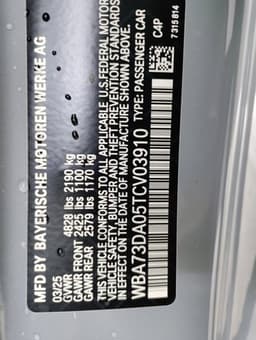 MFD BY BAYERISCHE MOTOREN WERKE AG
03/25
GVWR 4828 lbs 2190 kg
GAWR FRONT 2425 lbs 1100 kg
GAWR REAR 2579 lbs 1170 kg
THIS VEHICLE CONFORMS TO ALL APPLICABLE U.S. FEDERAL MOTOR
VEHICLE SAFETY, BUMPER AND THEFT PREVENTION STANDARDS
IN EFFECT ON THE DATE OF MANUFACTURE SHOWN ABOVE.
WBA73DA05TCV03910 TYPE: PASSENGER CAR
C4P
7315814